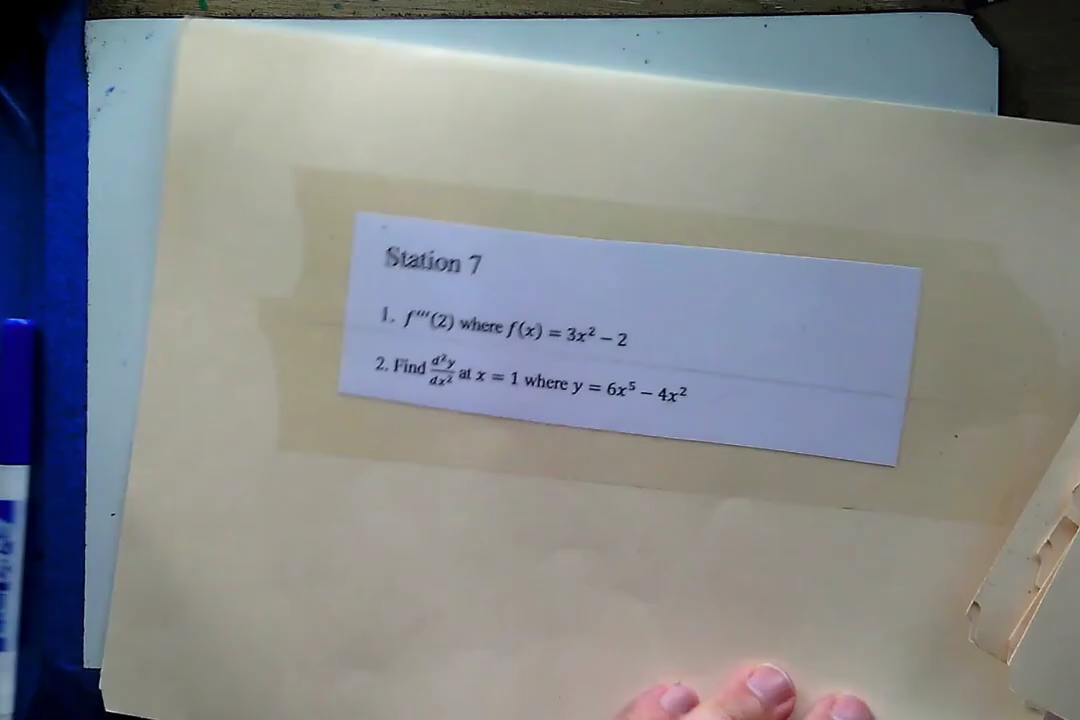 Station 7
1. f'''(2) where f(x) = 3x² – 2
2. Find d²y/dx² at x = 1 where y = 6x⁵ – 4x²